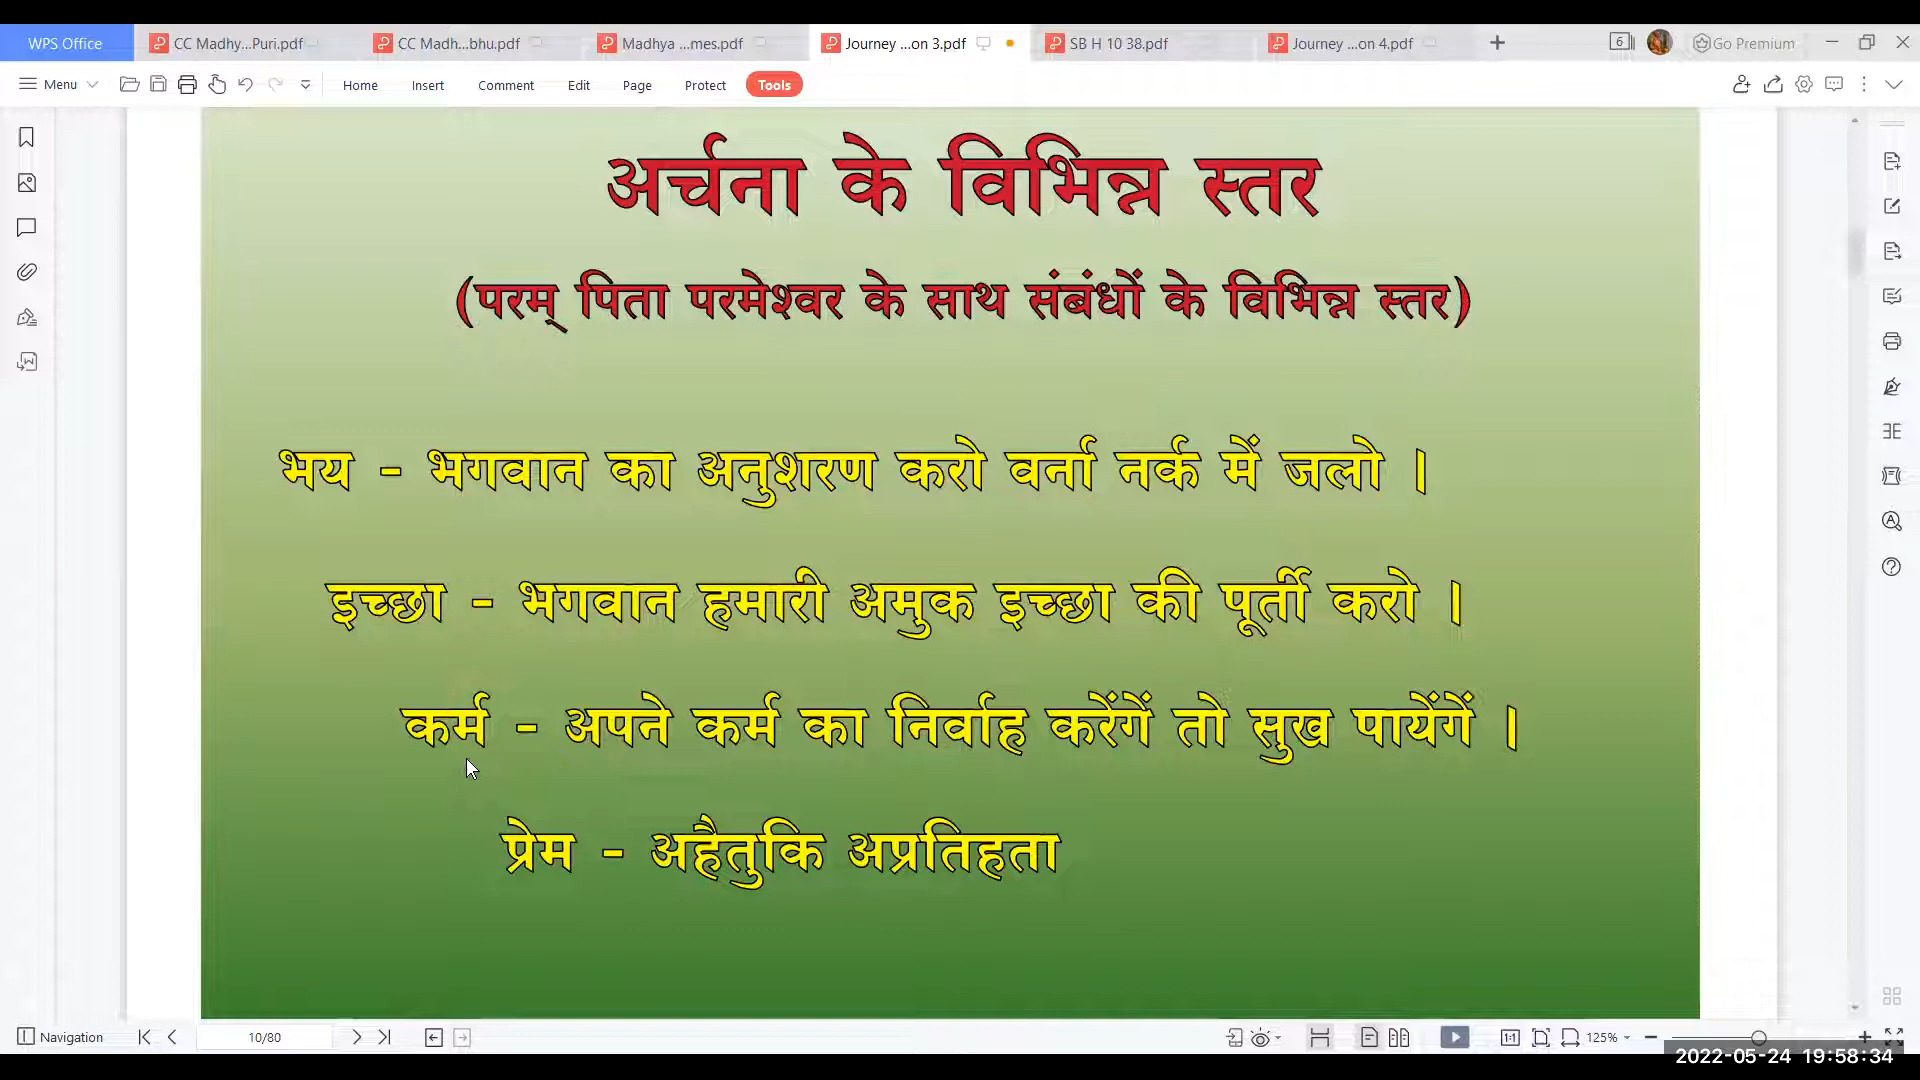 WPS Office
CC Madhy...Puri.pdf
CC Madh...bhu.pdf
Madhya ...mes.pdf
Journey ...on 3.pdf
SB H 10 38.pdf
Journey ...on 4.pdf
6
Go Premium
Menu
Home
Insert
Comment
Edit
Page
Protect
Tools
अर्चना के विभिन्न स्तर
(परम् पिता परमेश्वर के साथ संबंधों के विभिन्न स्तर)
भय - भगवान का अनुशरण करो वर्ना नर्क में जलो ।
इच्छा - भगवान हमारी अमुक इच्छा की पूर्ती करो ।
कर्म - अपने कर्म का निर्वाह करेंगें तो सुख पायेंगें ।
प्रेम - अहैतुकि अप्रतिहता
Navigation
10/80
1:1
125%
2022-05-24 19:58:34